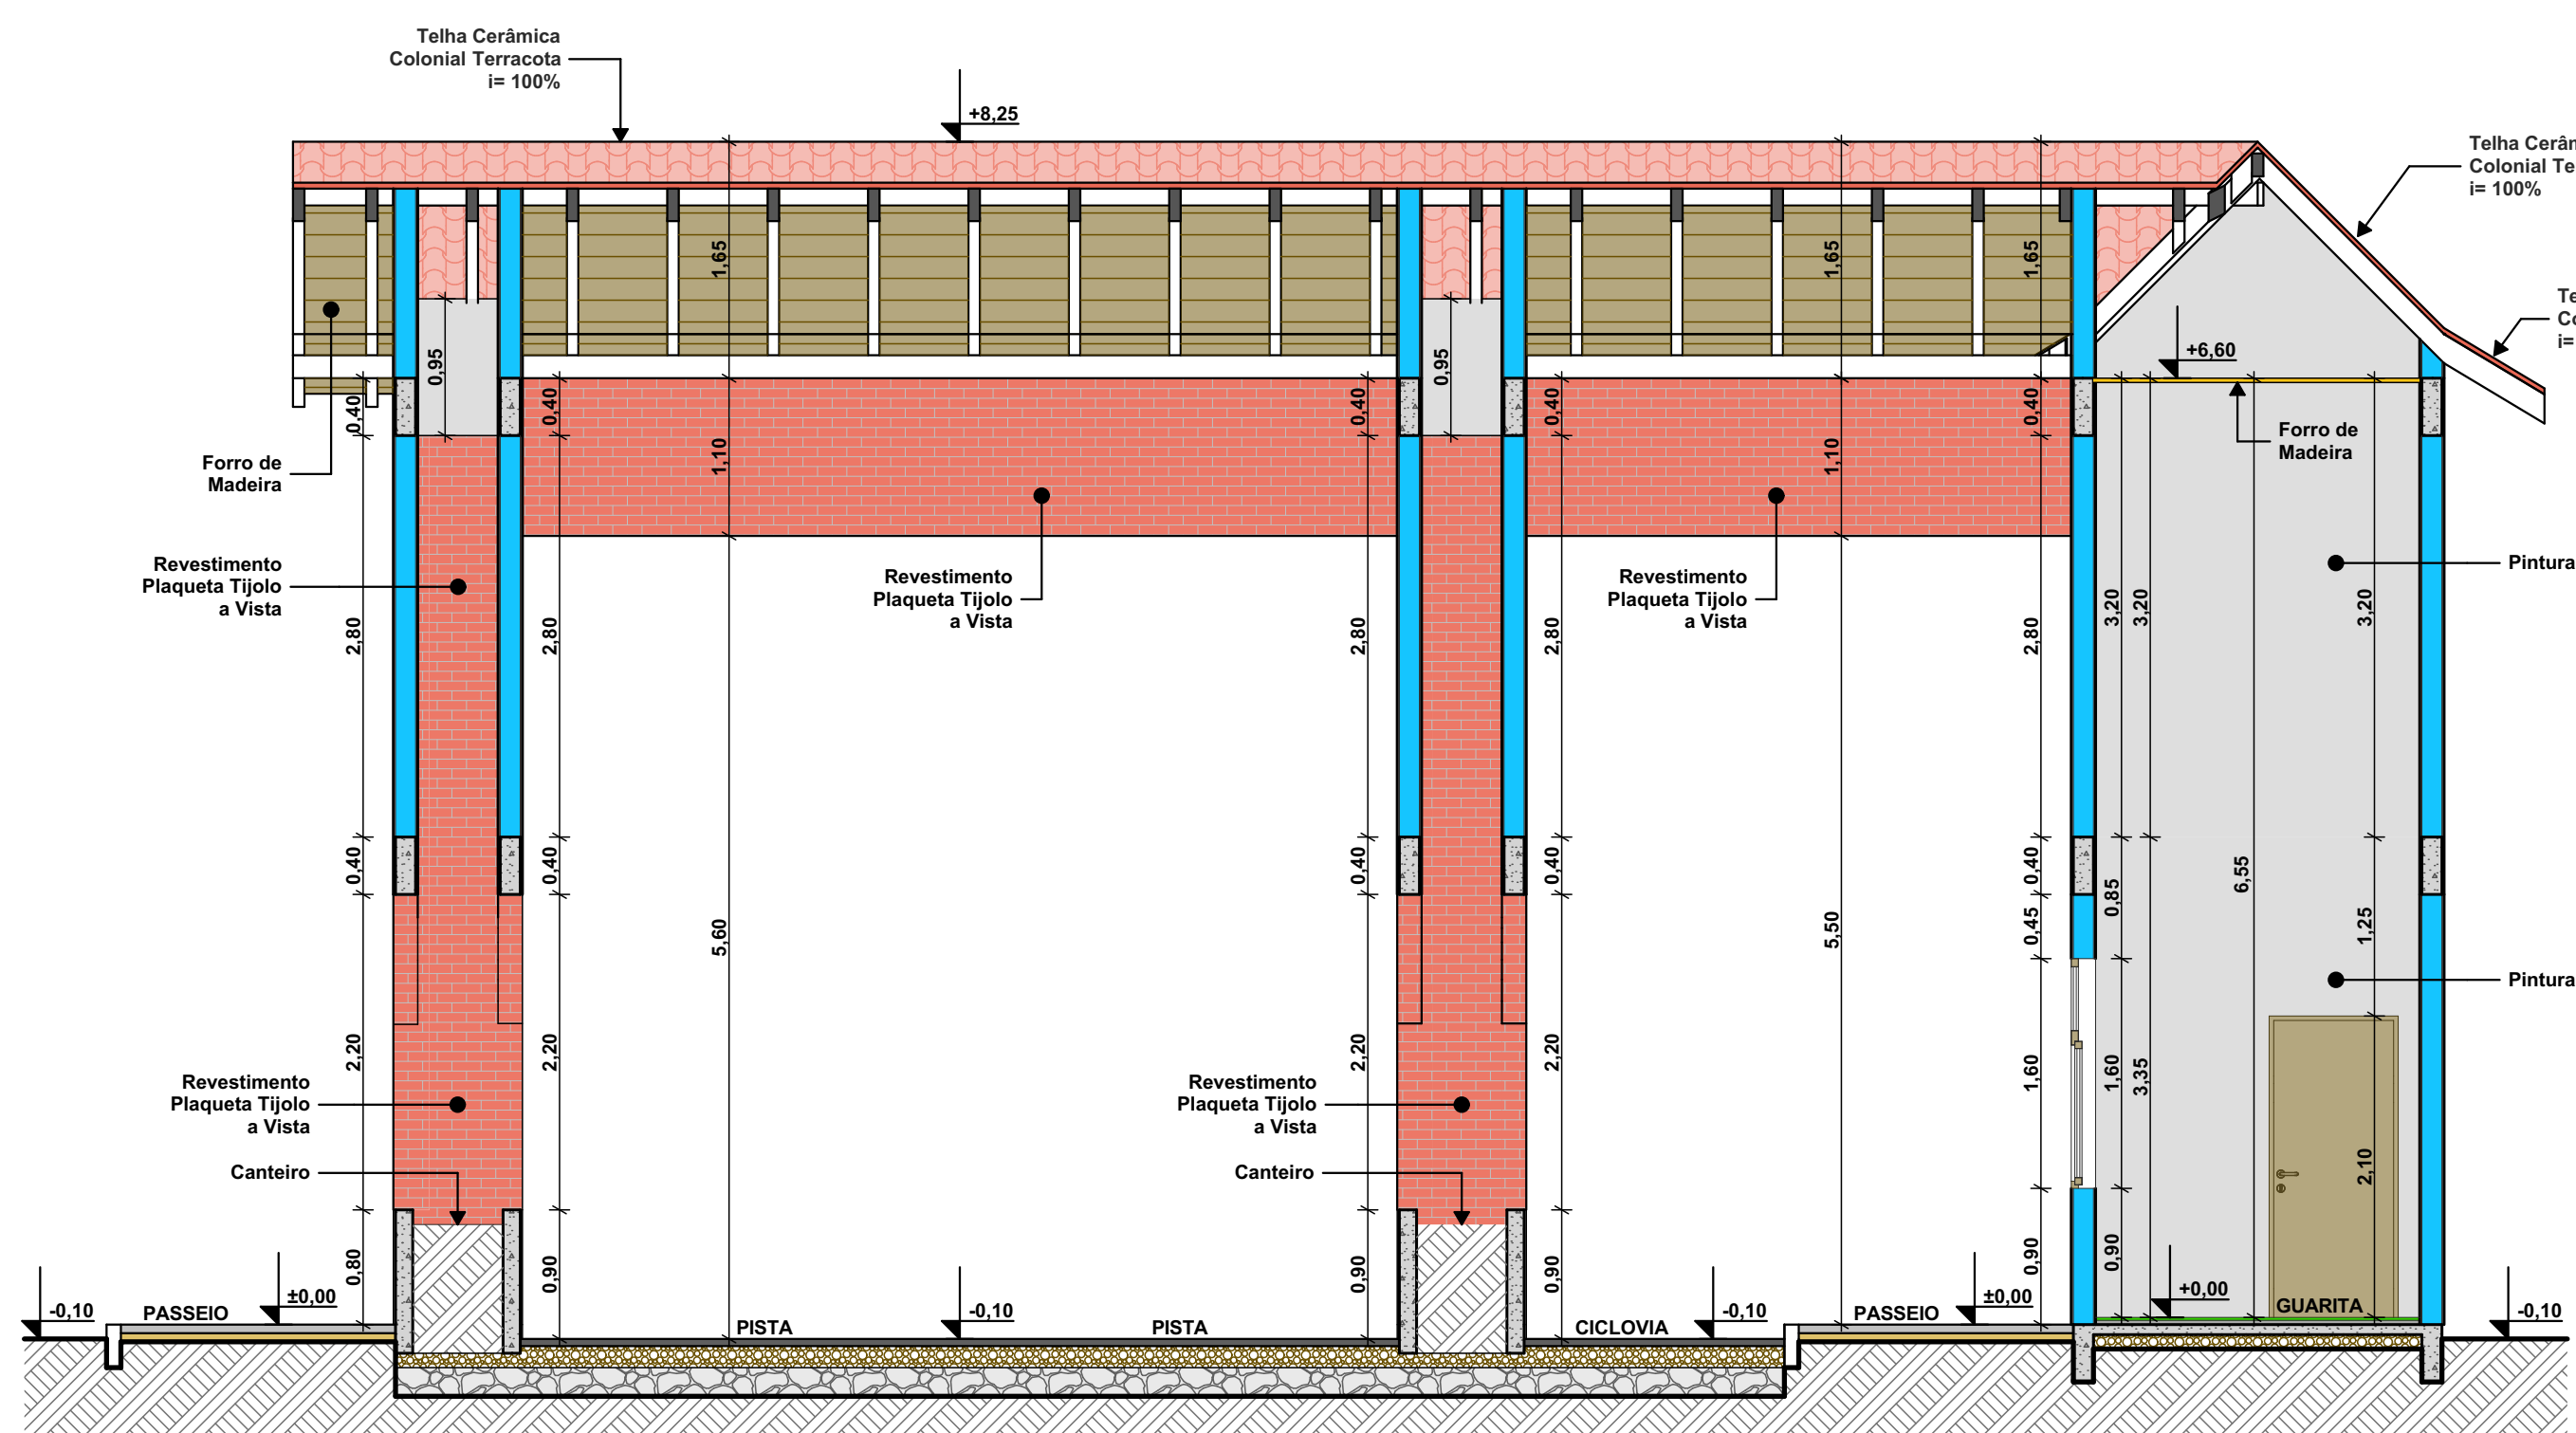 Telha Cerâmica
Colonial Terracota
i= 100%
+8,25
Telha Cerâm
Colonial Te
i= 100%
Te
Co
i=
1,65
1,65
1,65
+6,60
0,95
0,95
0,40
0,40
0,40
0,40
0,40
1,10
1,10
Forro de
Madeira
Forro de
Madeira
Revestimento
Plaqueta Tijolo
a Vista
Revestimento
Plaqueta Tijolo
a Vista
Revestimento
Plaqueta Tijolo
a Vista
Pintura
2,80
2,80
2,80
2,80
2,80
3,20
3,20
3,20
0,40
0,40
0,40
0,40
0,40
0,85
6,55
5,60
5,50
0,45
1,25
Pintura
2,20
2,20
2,20
2,20
1,60
1,60
3,35
2,10
Revestimento
Plaqueta Tijolo
a Vista
Revestimento
Plaqueta Tijolo
a Vista
Canteiro
Canteiro
0,80
0,90
0,90
0,90
0,90
0,90
-0,10
PASSEIO
±0,00
PISTA
-0,10
PISTA
CICLOVIA
-0,10
PASSEIO
±0,00
+0,00
GUARITA
-0,10